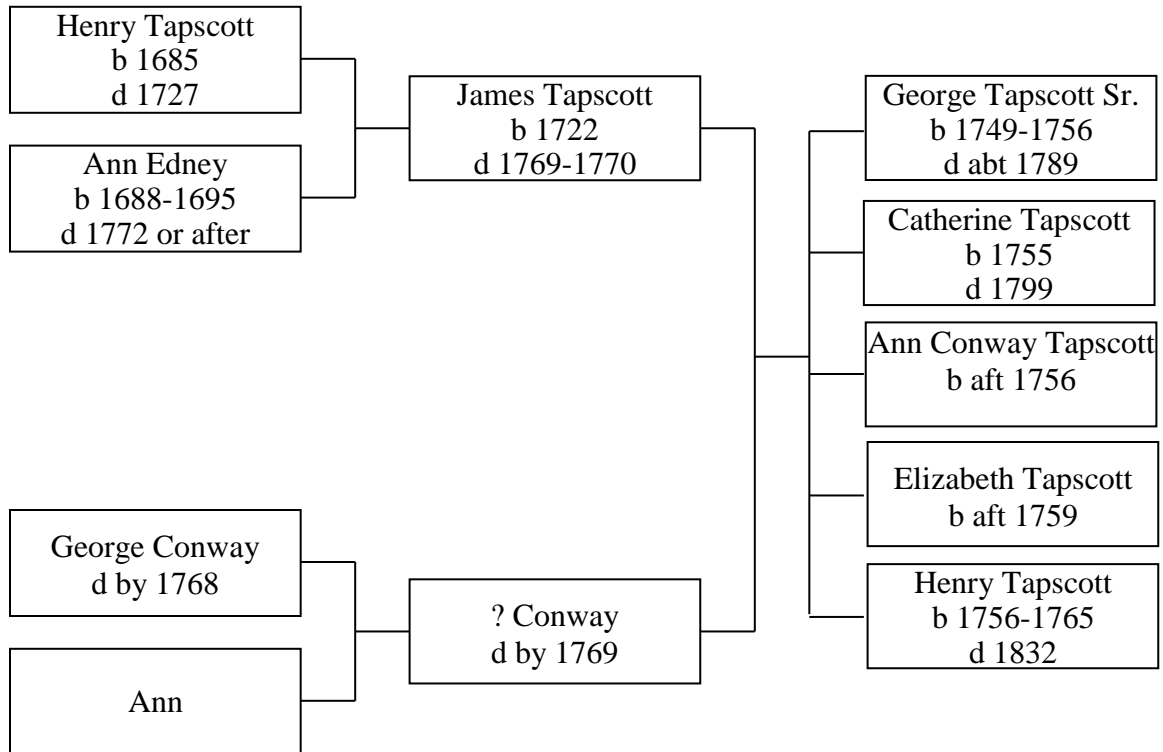 Henry Tapscott
b 1685
d 1727
Ann Edney
b 1688-1695
d 1772 or after
James Tapscott
b 1722
d 1769-1770
George Conway
d by 1768
Ann
? Conway
d by 1769
George Tapscott Sr.
b 1749-1756
d abt 1789
Catherine Tapscott
b 1755
d 1799
Ann Conway Tapscott
b aft 1756
Elizabeth Tapscott
b aft 1759
Henry Tapscott
b 1756-1765
d 1832